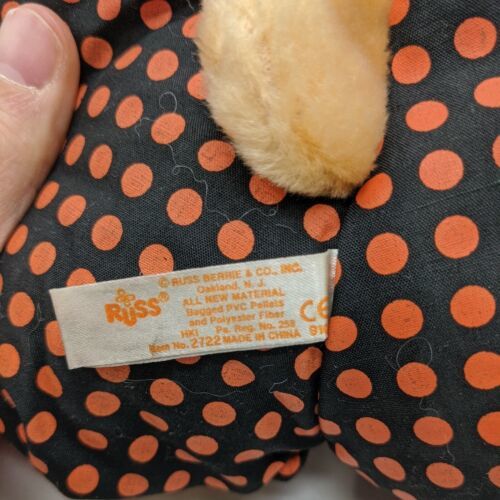 RUSS
© RUSS BERRIE & CO., INC.
Oakland, N. J.
ALL NEW MATERIAL
Bagged PVC Pellets
and Polyester Fiber
HKI Pa. Reg. No. 258
Item No. 2722 MADE IN CHINA
CE